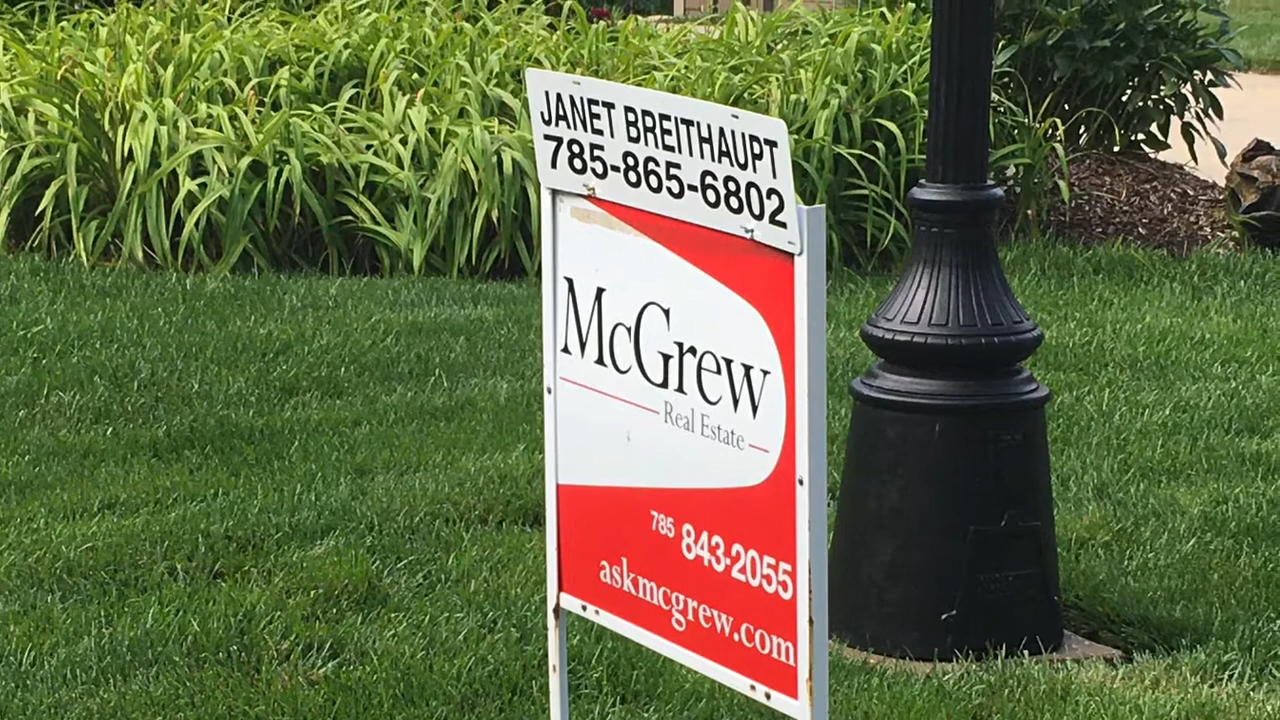 JANET BREITHAUPT
785-865-6802
McGrew
Real Estate
785 843-2055
askmcgrew.com